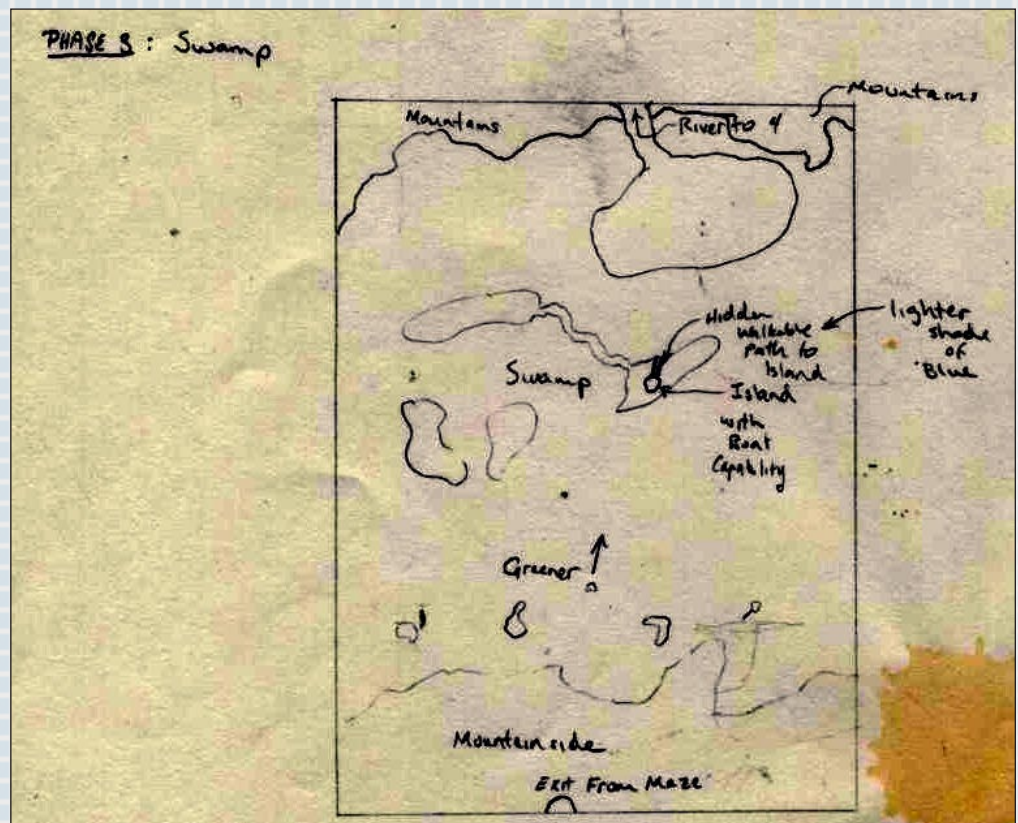 PHASE 3 : Swamp
Mountains
Mountains
River to 4
Hidden
walkable
path to
Island
lighter
shade
of
Blue
Swamp
Island
with
Boat
Capability
Greener
Mountainside
Exit From Maze